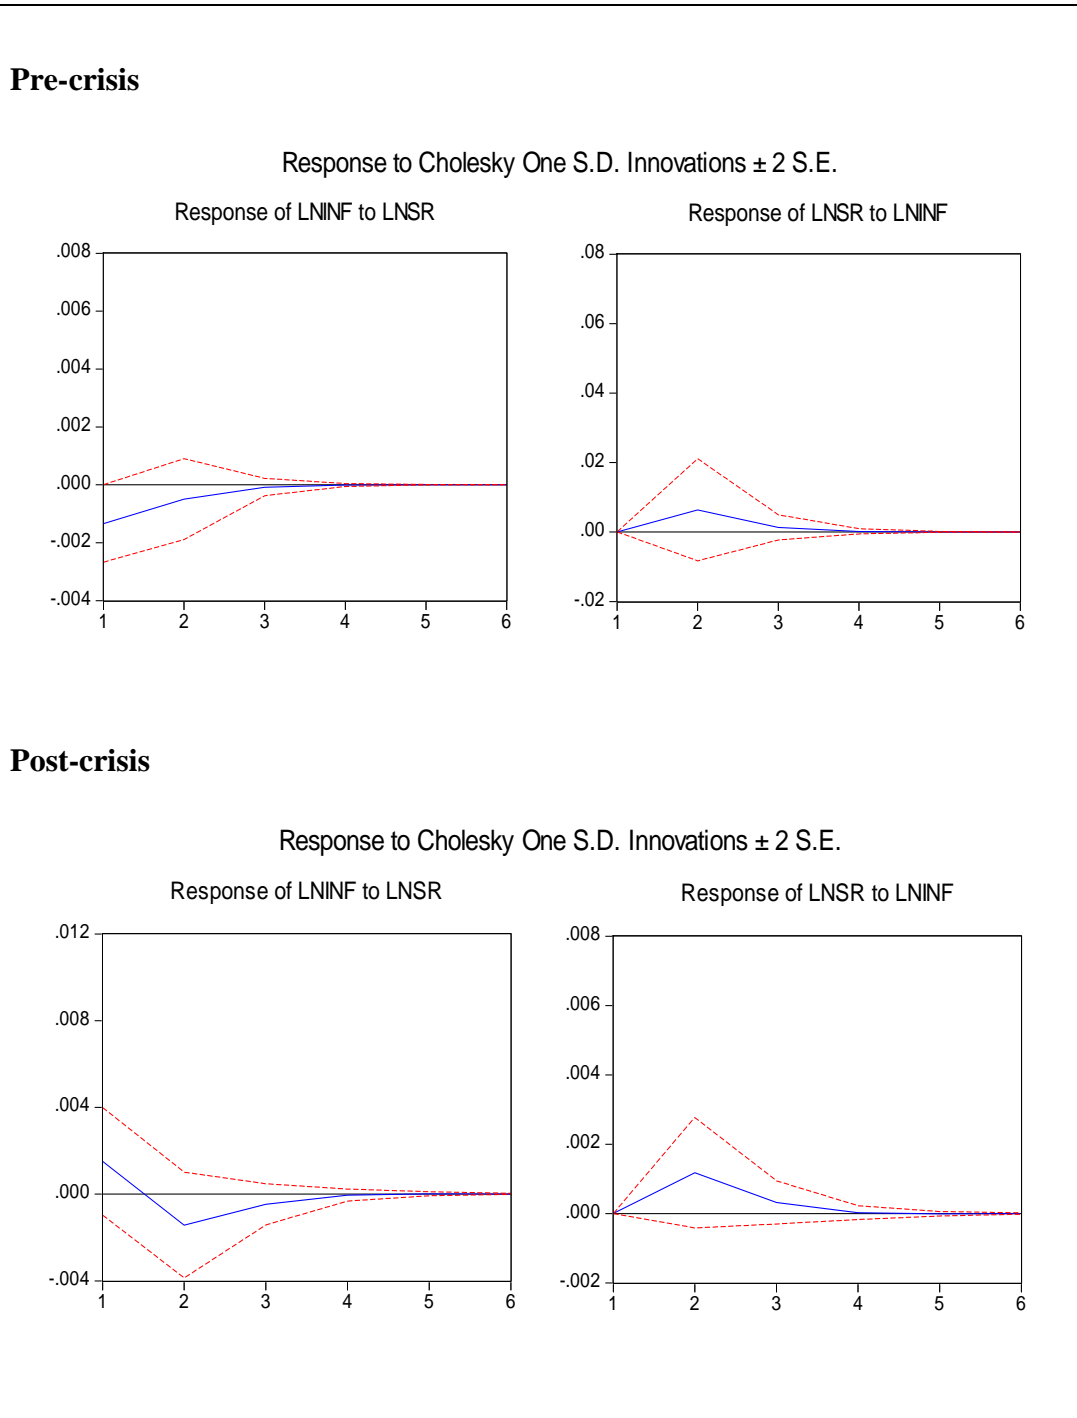 Pre-crisis
Response to Cholesky One S.D. Innovations ± 2 S.E.
Response of LNINF to LNSR
.008
.006
.004
.002
.000
-.002
-.004
1 2 3 4 5 6
Response of LNSR to LNINF
.08
.06
.04
.02
.00
-.02
1 2 3 4 5 6
Post-crisis
Response to Cholesky One S.D. Innovations ± 2 S.E.
Response of LNINF to LNSR
.012
.008
.004
.000
-.004
1 2 3 4 5 6
Response of LNSR to LNINF
.008
.006
.004
.002
.000
-.002
1 2 3 4 5 6